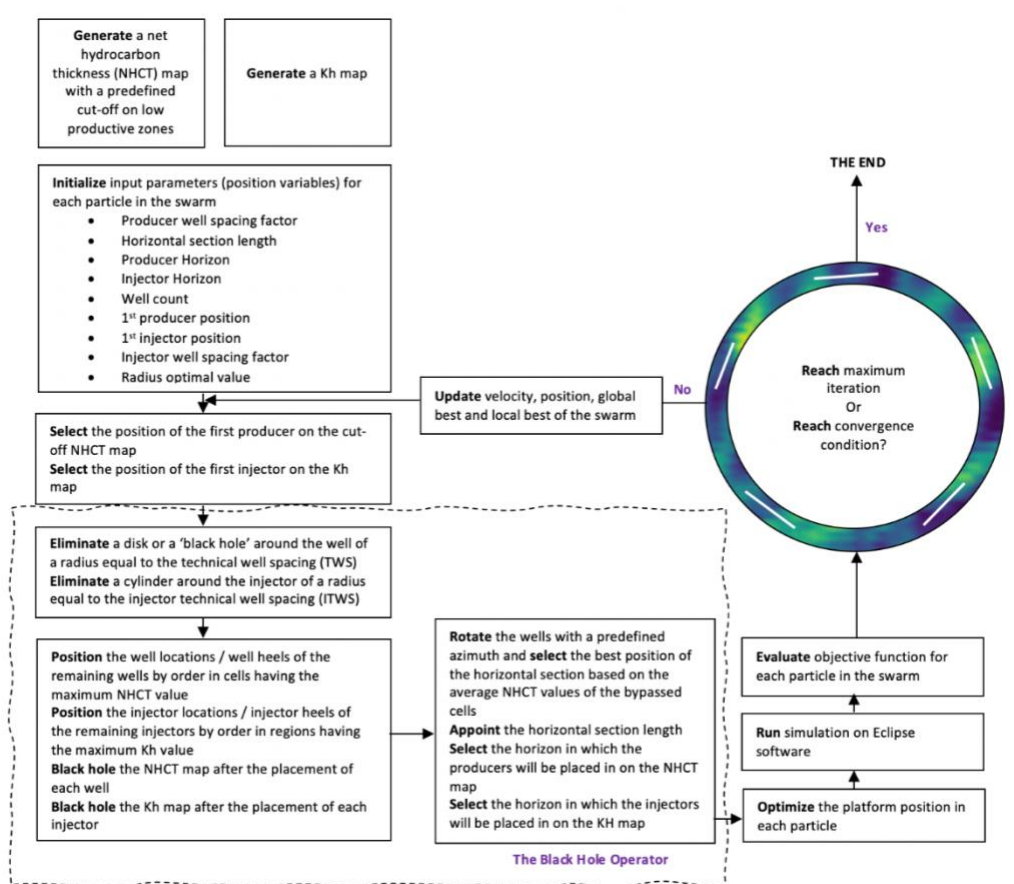 Generate a net
hydrocarbon
thickness (NHCT) map
with a predefined
cut-off on low
productive zones
Generate a Kh map
Initialize input parameters (position variables) for
each particle in the swarm
• Producer well spacing factor
• Horizontal section length
• Producer Horizon
• Injector Horizon
• Well count
• 1st producer position
• 1st injector position
• Injector well spacing factor
• Radius optimal value
Select the position of the first producer on the cut-
off NHCT map
Select the position of the first injector on the Kh
map
Eliminate a disk or a ‘black hole’ around the well of
a radius equal to the technical well spacing (TWS)
Eliminate a cylinder around the injector of a radius
equal to the injector technical well spacing (ITWS)
Position the well locations / well heels of the
remaining wells by order in cells having the
maximum NHCT value
Position the injector locations / injector heels of
the remaining injectors by order in regions having
the maximum Kh value
Black hole the NHCT map after the placement of
each well
Black hole the Kh map after the placement of each
injector
Rotate the wells with a predefined
azimuth and select the best position of
the horizontal section based on the
average NHCT values of the bypassed
cells
Appoint the horizontal section length
Select the horizon in which the
producers will be placed in on the NHCT
map
Select the horizon in which the injectors
will be placed in on the KH map
The Black Hole Operator
Optimize the platform position in
each particle
Run simulation on Eclipse
software
Evaluate objective function for
each particle in the swarm
Reach maximum
iteration
Or
Reach convergence
condition?
No
Update velocity, position, global
best and local best of the swarm
Yes
THE END